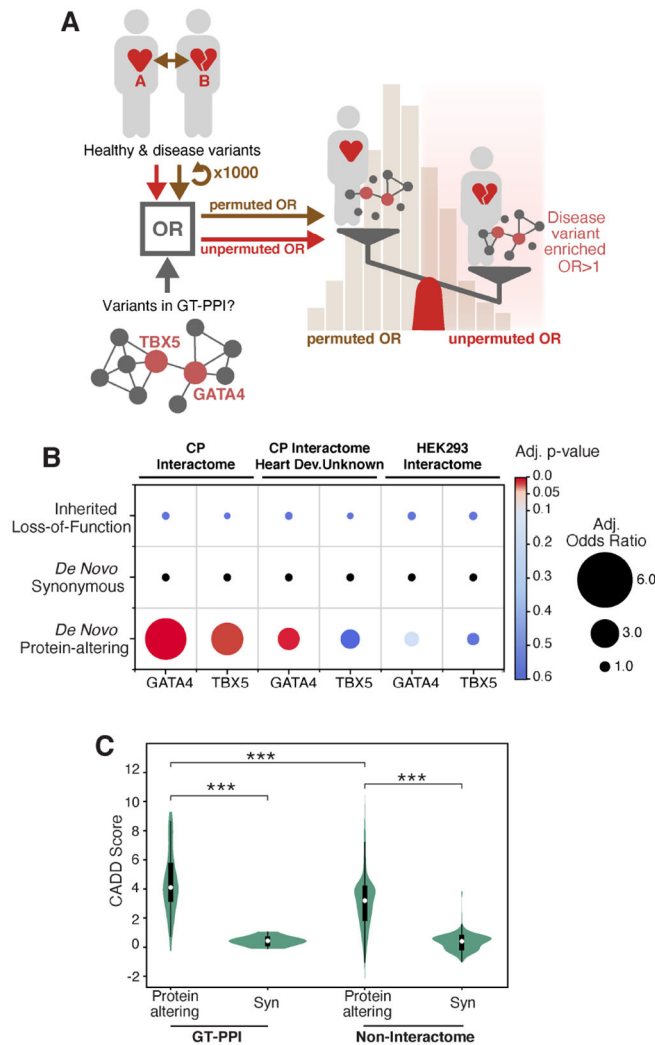 A
A
B
Healthy & disease variants
x1000
permuted OR
OR
unpermuted OR
Disease
variant
enriched
OR>1
Variants in GT-PPI?
TBX5
GATA4
permuted OR
unpermuted OR
B
CP
Interactome
CP Interactome
Heart Dev.Unknown
HEK293
Interactome
Adj. p-value
Inherited
Loss-of-Function
De Novo
Synonymous
De Novo
Protein-altering
GATA4
TBX5
GATA4
TBX5
GATA4
TBX5
0.0
0.05
0.1
0.2
0.3
0.4
0.5
0.6
Adj.
Odds Ratio
6.0
3.0
1.0
C
CADD Score
12
10
8
6
4
2
0
-2
***
***
***
Protein
altering
Syn
Protein
altering
Syn
GT-PPI
Non-Interactome